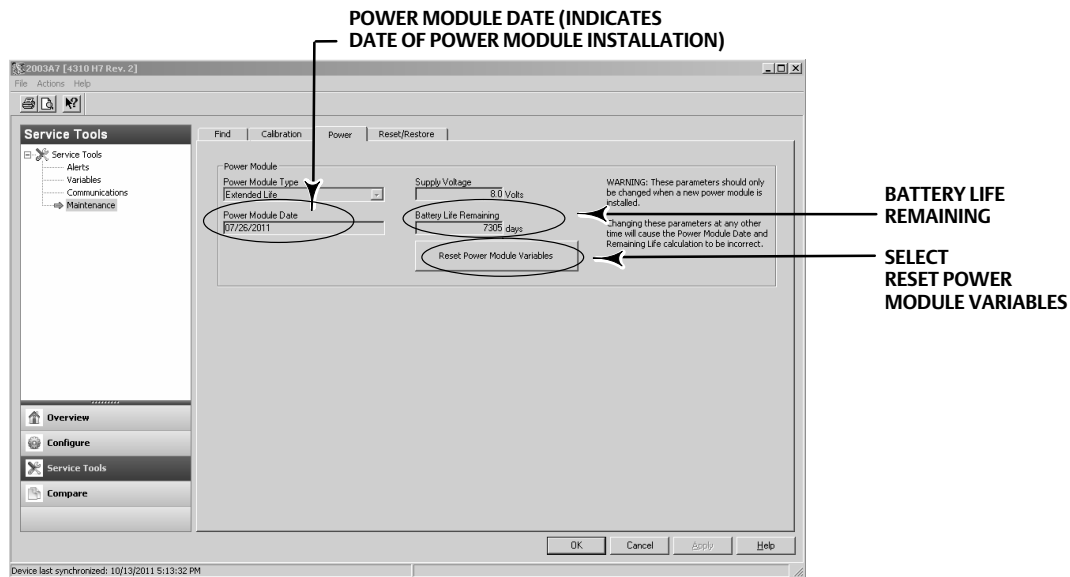 POWER MODULE DATE (INDICATES
DATE OF POWER MODULE INSTALLATION)
2003A7 [4310 H7 Rev. 2]
File Actions Help
Service Tools
Find Calibration Power Reset/Restore
Service Tools
Alerts
Variables
Communications
Maintenance
Power Module
Power Module Type
Extended Life
Power Module Date
07/26/2011
Supply Voltage
8.0 Volts
Battery Life Remaining
7305 days
Reset Power Module Variables
WARNING: These parameters should only
be changed when a new power module is
installed.
Changing these parameters at any other
time will cause the Power Module Date and
Remaining Life calculation to be incorrect.
BATTERY LIFE
REMAINING
SELECT
RESET POWER
MODULE VARIABLES
Overview
Configure
Service Tools
Compare
OK Cancel Apply Help
Device last synchronized: 10/13/2011 5:13:32 PM